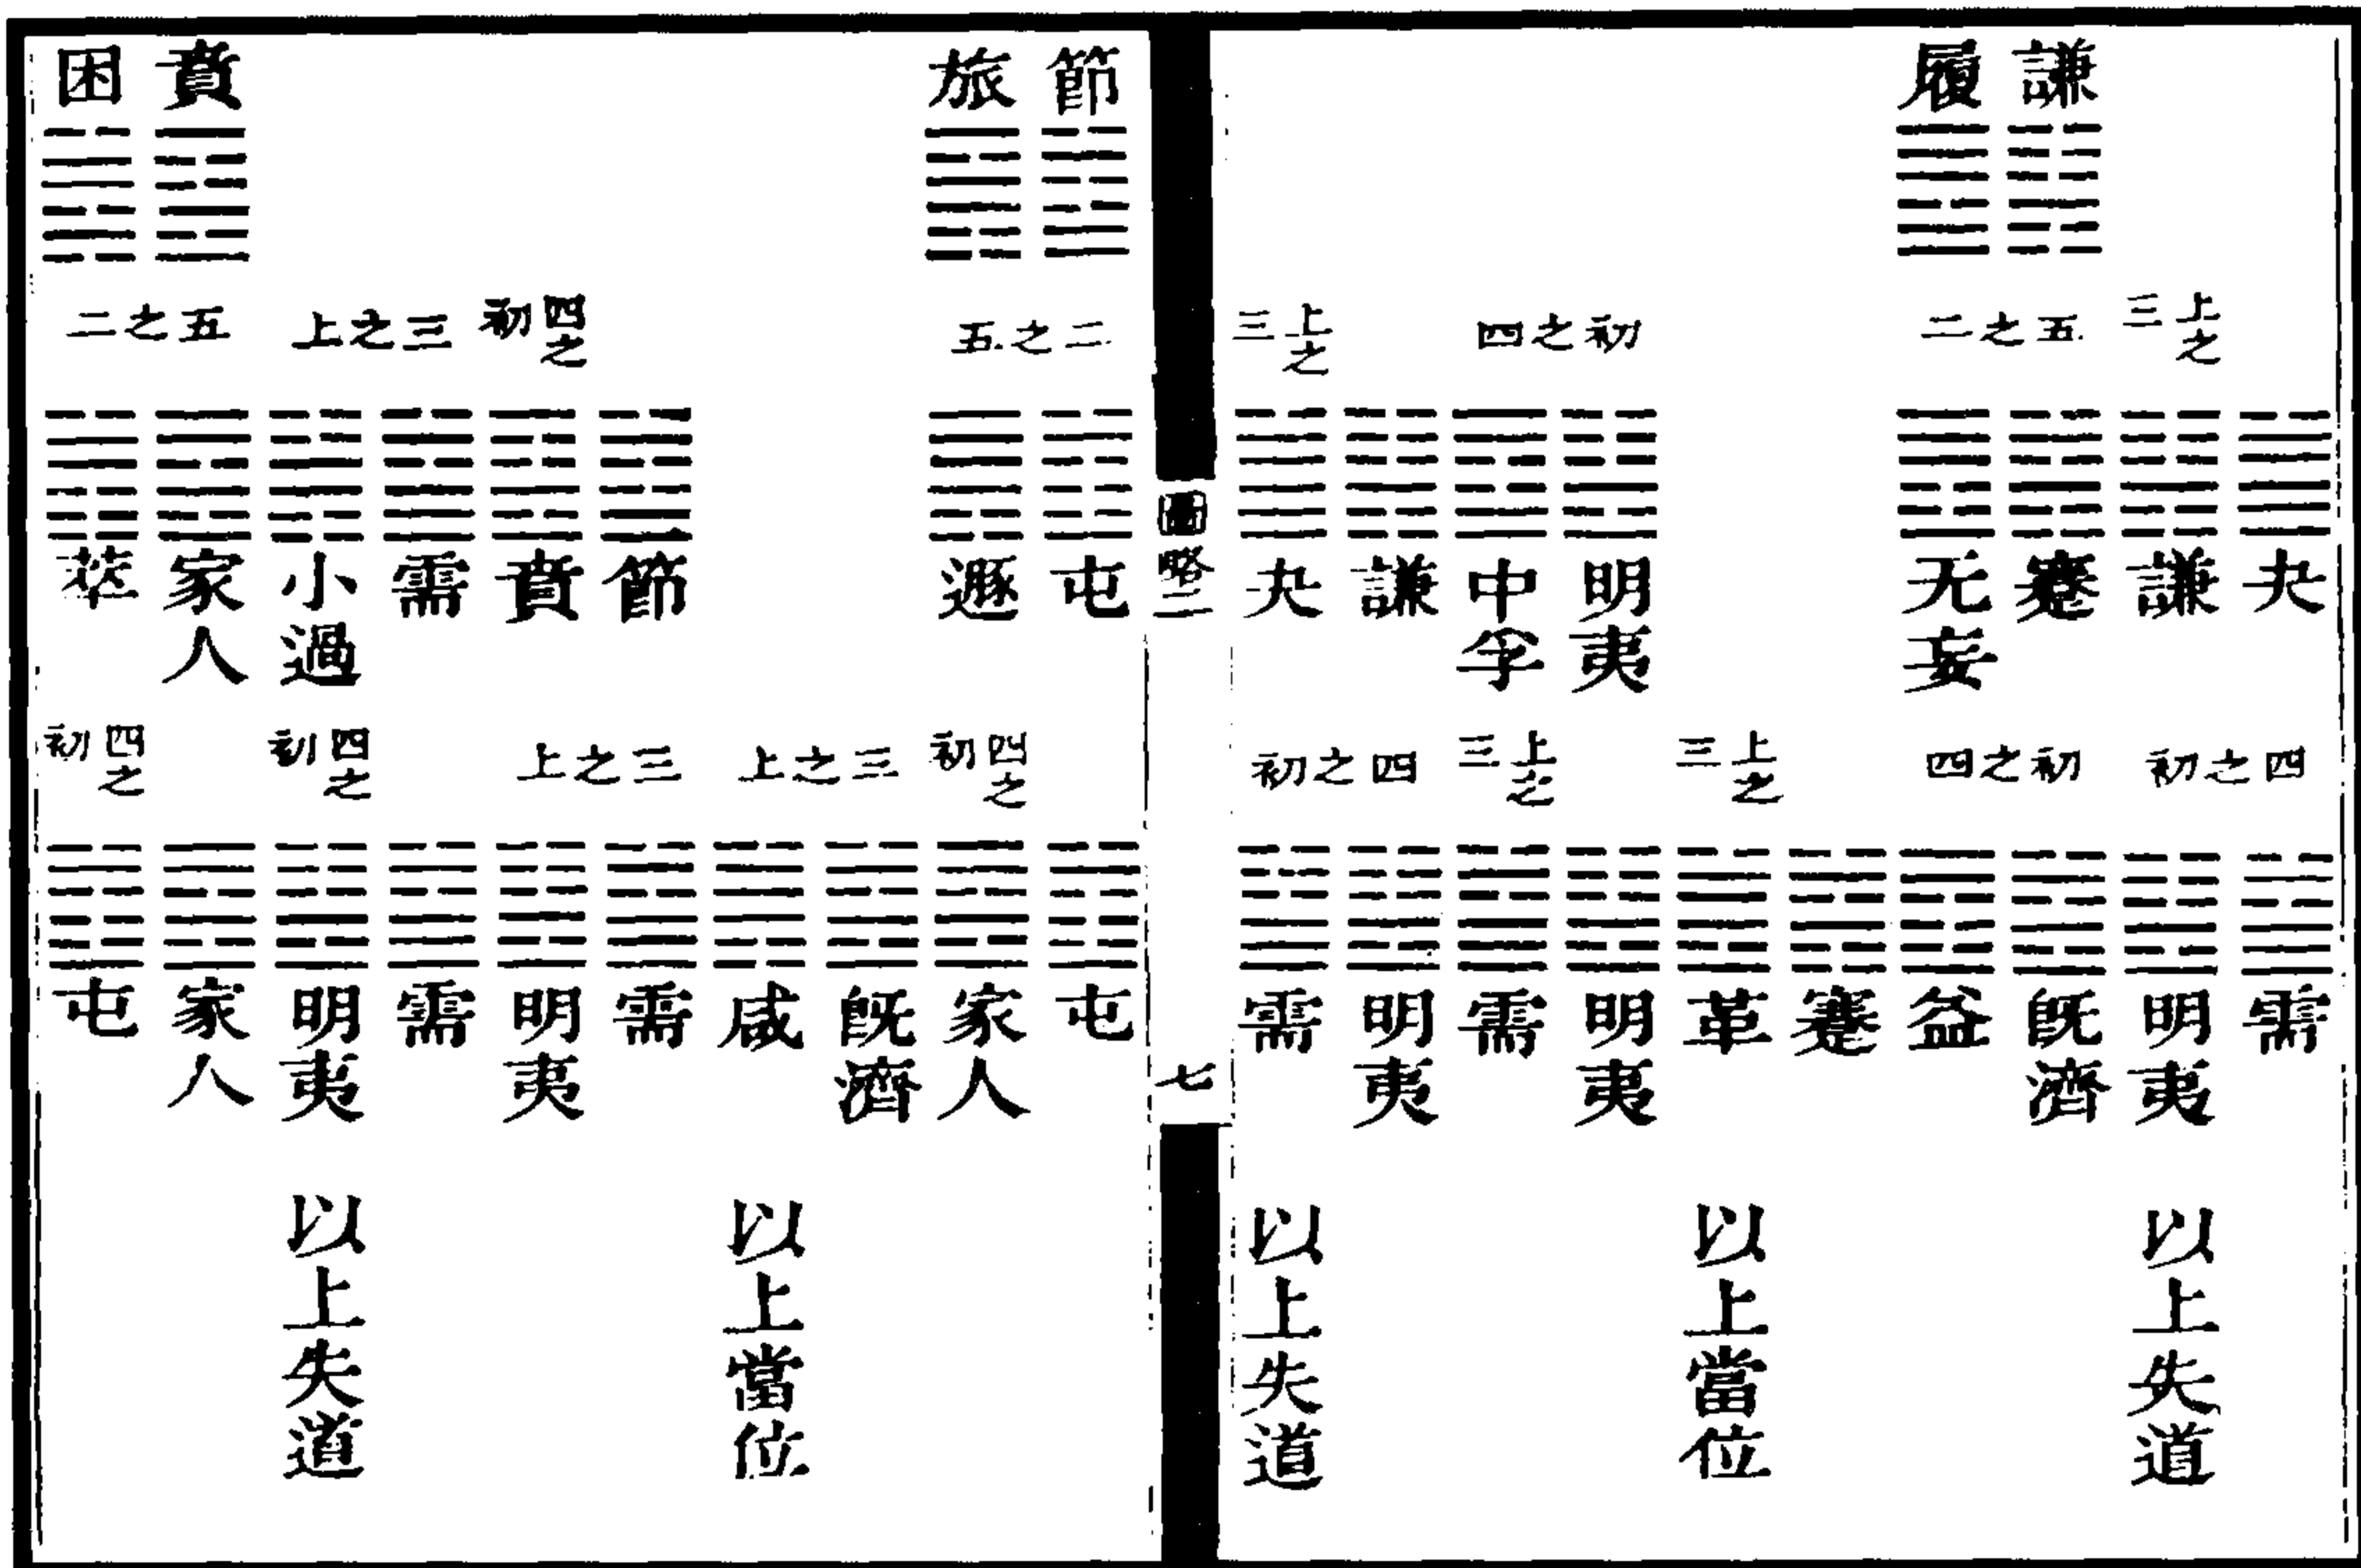 謙
履
上之三
五之二
初之四
上之三
夬
謙
蹇
无妄
明夷
中孚
謙
夬
四之初
初之四
上之三
上之三
四之初
需
明夷
旣濟
益
蹇
革
明夷
需
明夷
需
以上失道
以上當位
以上失道
圖略二
七
節
旅
賁
困
二之五
四之初
三之上
五之二
屯
遯
節
賁
需
小過
家人
萃
四之初
三之上
三之上
四之初
四之初
屯
家人
旣濟
咸
需
明夷
需
明夷
家人
屯
以上當位
以上失道